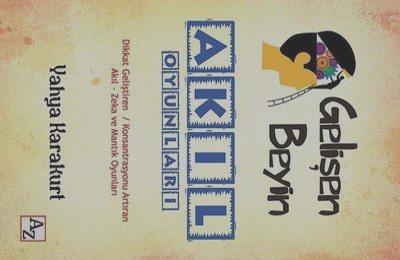 Gelişen
Beyin
AKIL
OYUNLARI
Dikkat Geliştiren / Konsantrasyonu Artıran
Akıl - Zeka ve Mantık Oyunları
Yahya Karakurt
AZ